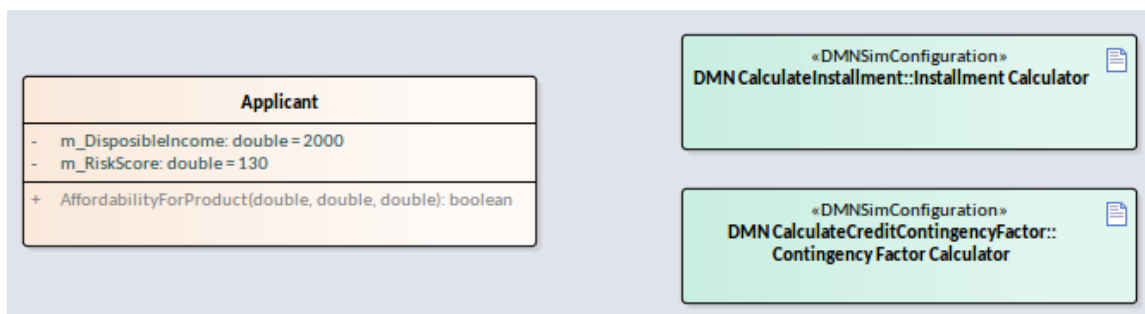 Applicant
- m_DisposibleIncome: double = 2000
- m_RiskScore: double = 130
+ AffordabilityForProduct(double, double, double): boolean
«DMNSimConfiguration»
DMN CalculateInstallment::Installment Calculator
«DMNSimConfiguration»
DMN CalculateCreditContingencyFactor::
Contingency Factor Calculator